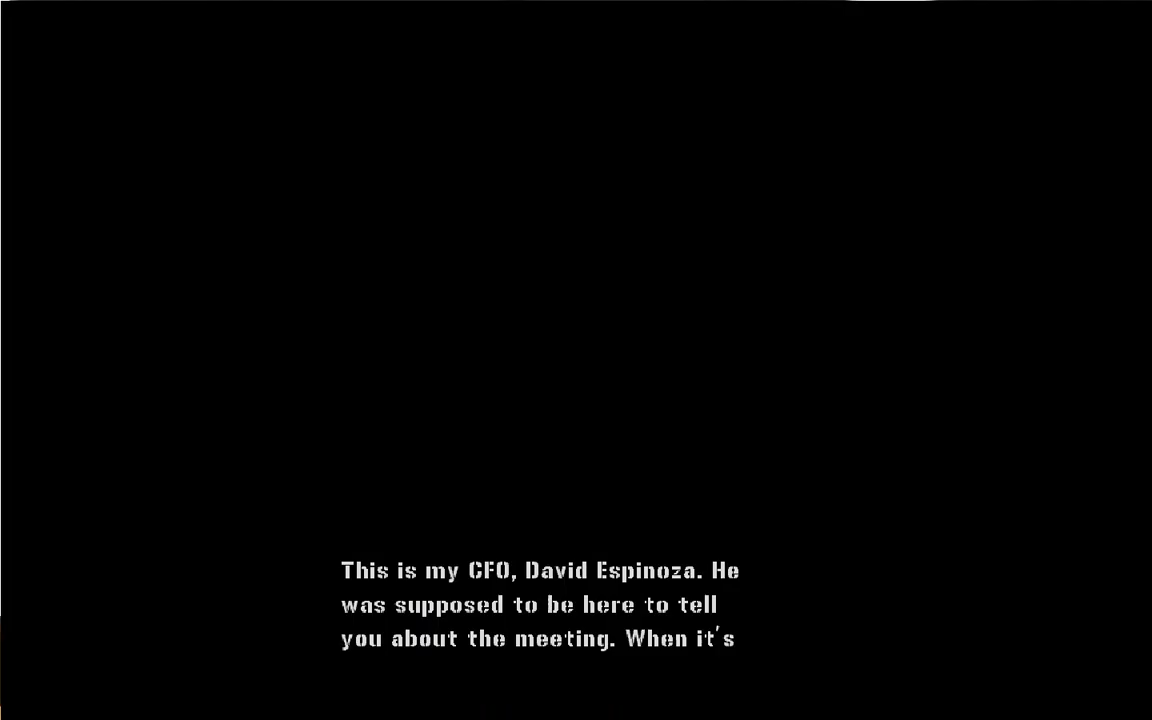 This is my CFO, David Espinoza. He
was supposed to be here to tell
you about the meeting. When it's